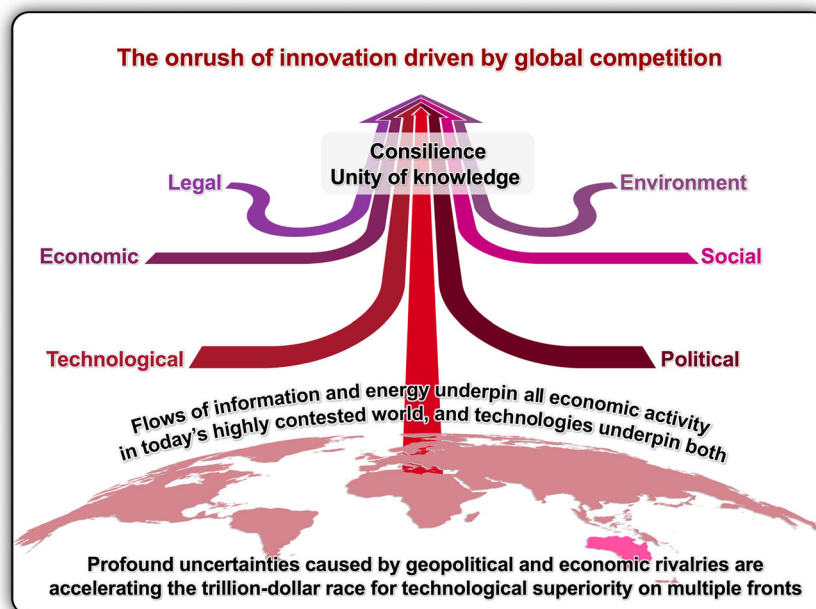 The onrush of innovation driven by global competition
Consilience
Unity of knowledge
Legal
Environment
Economic
Social
Technological
Political
Flows of information and energy underpin all economic activity
in today's highly contested world, and technologies underpin both
Profound uncertainties caused by geopolitical and economic rivalries are
accelerating the trillion-dollar race for technological superiority on multiple fronts